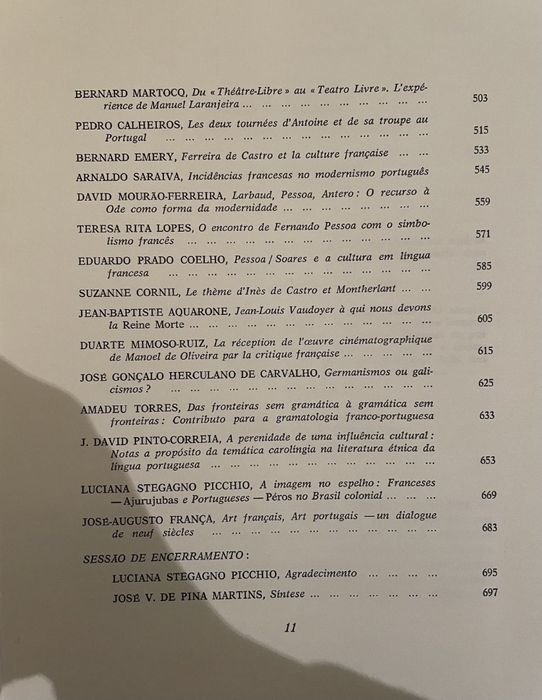 BERNARD MARTOCQ, Du « Théâtre-Libre » au « Teatro Livre ». L'expé-
rience de Manuel Laranjeira ... ... ... ... ... ... ... ... ... ... ... 503
PEDRO CALHEIROS, Les deux tournées d'Antoine et de sa troupe au
Portugal ... ... ... ... ... ... ... ... ... ... ... ... ... ... 515
BERNARD EMERY, Ferreira de Castro et la culture française ... ... 533
ARNALDO SARAIVA, Incidências francesas no modernismo português 545
DAVID MOURÃO-FERREIRA, Larbaud, Pessoa, Antero : O recurso à
Ode como forma da modernidade ... ... ... ... ... ... ... ... 559
TERESA RITA LOPES, O encontro de Fernando Pessoa com o simbo-
lismo francês ... ... ... ... ... ... ... ... ... ... ... ... ... 571
EDUARDO PRADO COELHO, Pessoa / Soares e a cultura em língua
francesa ... ... ... ... ... ... ... ... ... ... ... ... ... ... 585
SUZANNE CORNIL, Le thème d'Inès de Castro et Montherlant ... ... 599
JEAN-BAPTISTE AQUARONE, Jean-Louis Vaudoyer à qui nous devons
la Reine Morte ... ... ... ... ... ... ... ... ... ... ... ... ... 605
DUARTE MIMOSO-RUIZ, La réception de l'œuvre cinématographique
de Manoel de Oliveira par la critique française ... ... ... ... 615
JOSÉ GONÇALO HERCULANO DE CARVALHO, Germanismos ou gali-
cismos ? ... ... ... ... ... ... ... ... ... ... ... ... ... ... 625
AMADEU TORRES, Das fronteiras sem gramática à gramática sem
fronteiras : Contributo para a gramatologia franco-portuguesa 633
J. DAVID PINTO-CORREIA, A perenidade de uma influência cultural :
Notas a propósito da temática carolíngia na literatura étnica da
língua portuguesa ... ... ... ... ... ... ... ... ... ... ... ... 653
LUCIANA STEGAGNO PICCHIO, A imagem no espelho : Franceses
—Ajurujubas e Portugueses — Péros no Brasil colonial ... ... ... 669
JOSÉ-AUGUSTO FRANÇA, Art français, Art portugais — un dialogue
de neuf siècles ... ... ... ... ... ... ... ... ... ... ... ... ... 683
SESSÃO DE ENCERRAMENTO :
LUCIANA STEGAGNO PICCHIO, Agradecimento ... ... ... ... 695
JOSÉ V. DE PINA MARTINS, Síntese ... ... ... ... ... ... ... 697
11